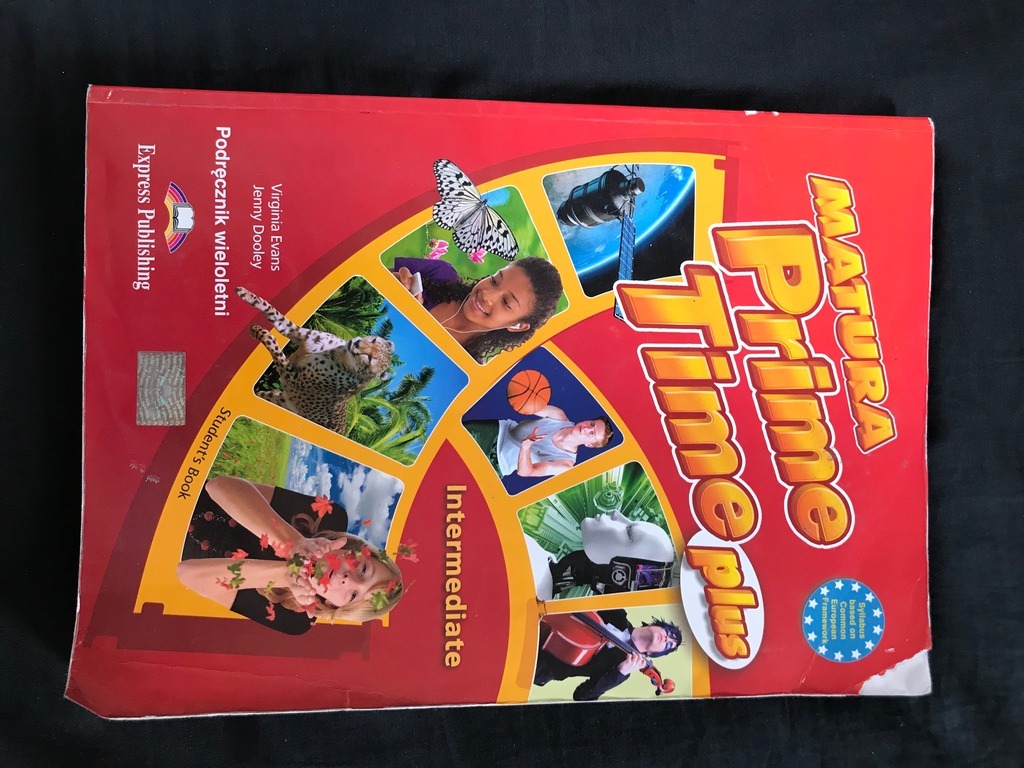 MATURA
Prime
Time plus
Syllabus
based on
Common
European
Framework
Intermediate
Student's Book
Virginia Evans
Jenny Dooley
Podręcznik wieloletni
Express Publishing